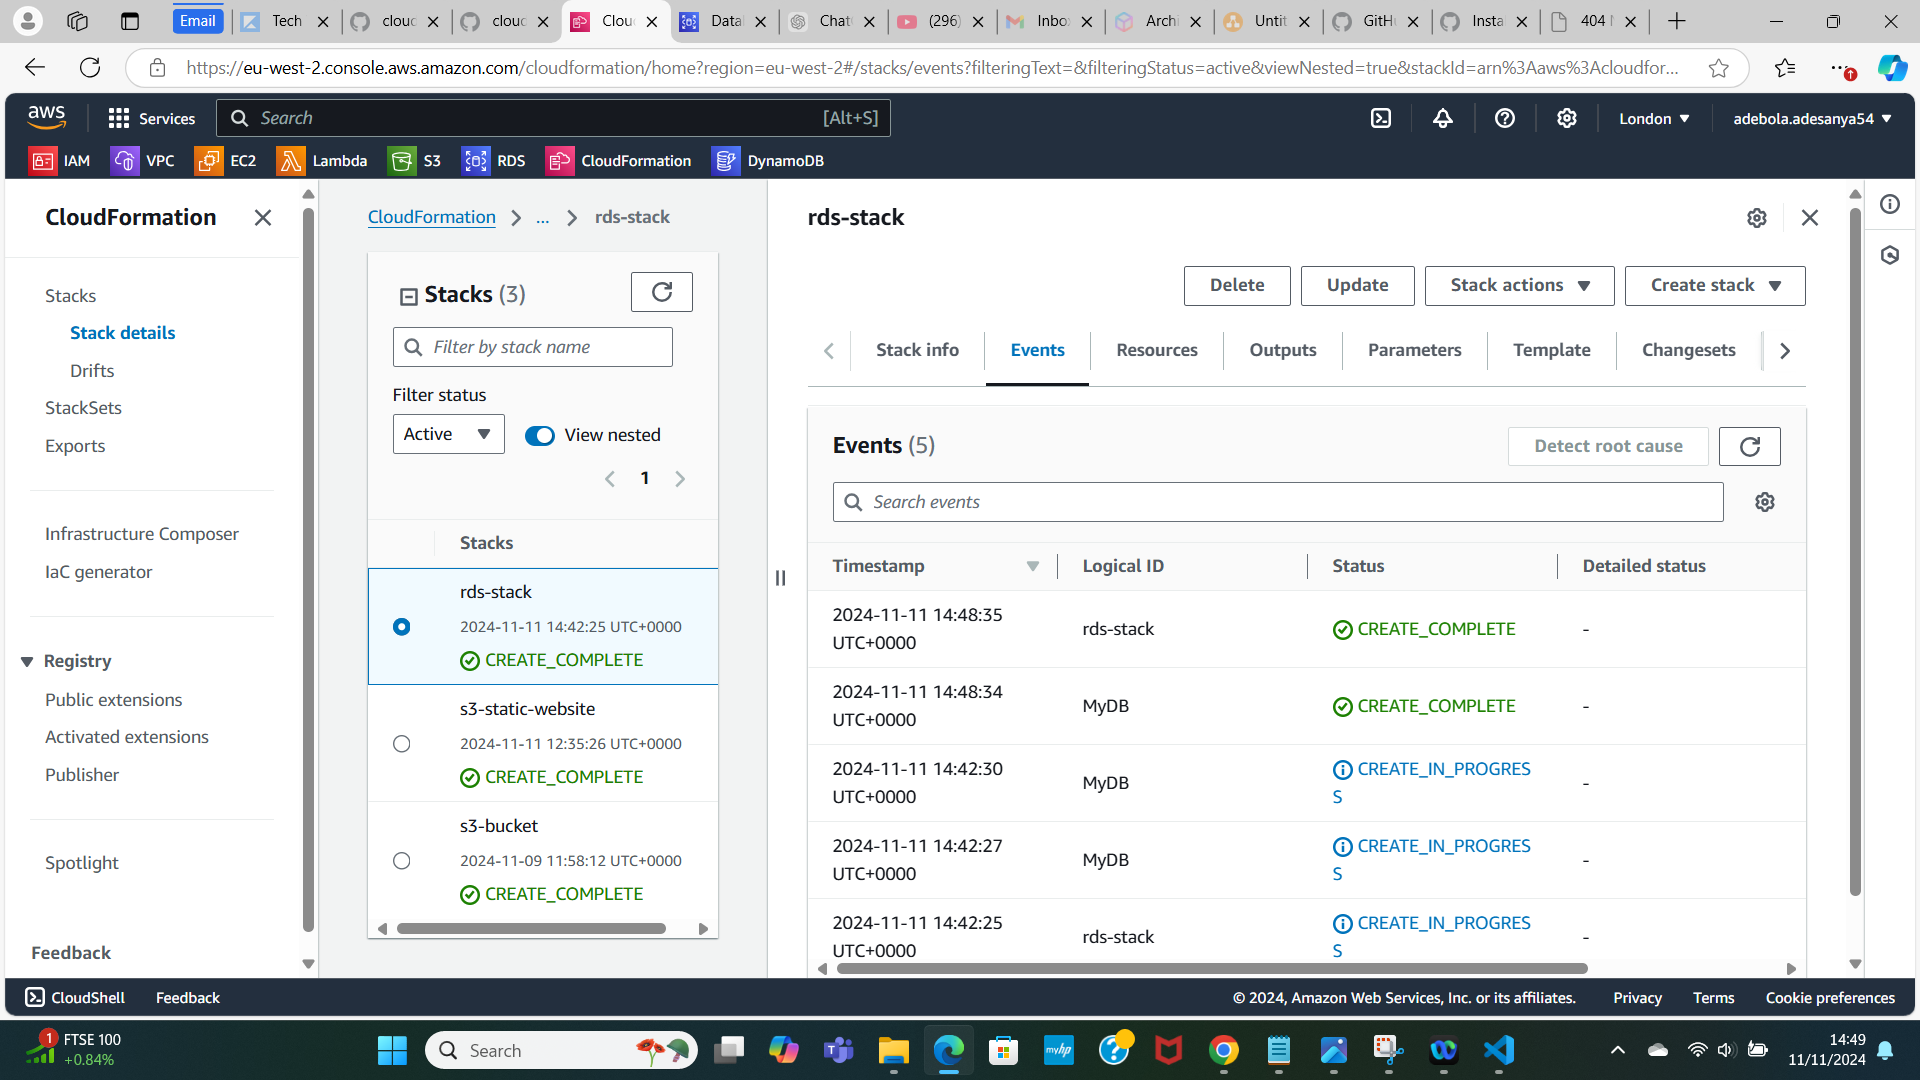 Email
Tech
clouc
clouc
Clou
Datal
Chat
(296)
Inbo
Archi
Untit
GitH
Insta
404
https://eu-west-2.console.aws.amazon.com/cloudformation/home?region=eu-west-2#/stacks/events?filteringText=&filteringStatus=active&viewNested=true&stackId=arn%3Aaws%3Acloudfor...
aws
Services
Search
[Alt+S]
London
adebola.adesanya54
IAM
VPC
EC2
Lambda
S3
RDS
CloudFormation
DynamoDB
CloudFormation
Stacks
Stack details
Drifts
StackSets
Exports
Infrastructure Composer
IaC generator
Registry
Public extensions
Activated extensions
Publisher
Spotlight
Feedback
CloudFormation
...
rds-stack
Stacks (3)
Filter by stack name
Filter status
Active
View nested
1
Stacks
rds-stack
2024-11-11 14:42:25 UTC+0000
CREATE_COMPLETE
s3-static-website
2024-11-11 12:35:26 UTC+0000
CREATE_COMPLETE
s3-bucket
2024-11-09 11:58:12 UTC+0000
CREATE_COMPLETE
rds-stack
Delete
Update
Stack actions
Create stack
Stack info
Events
Resources
Outputs
Parameters
Template
Changesets
Events (5)
Detect root cause
Search events
Timestamp
Logical ID
Status
Detailed status
2024-11-11 14:48:35
UTC+0000
rds-stack
CREATE_COMPLETE
-
2024-11-11 14:48:34
UTC+0000
MyDB
CREATE_COMPLETE
-
2024-11-11 14:42:30
UTC+0000
MyDB
CREATE_IN_PROGRES
S
-
2024-11-11 14:42:27
UTC+0000
MyDB
CREATE_IN_PROGRES
S
-
2024-11-11 14:42:25
UTC+0000
rds-stack
CREATE_IN_PROGRES
S
-
CloudShell
Feedback
© 2024, Amazon Web Services, Inc. or its affiliates.
Privacy
Terms
Cookie preferences
1
FTSE 100
+0.84%
Search
myhp
14:49
11/11/2024